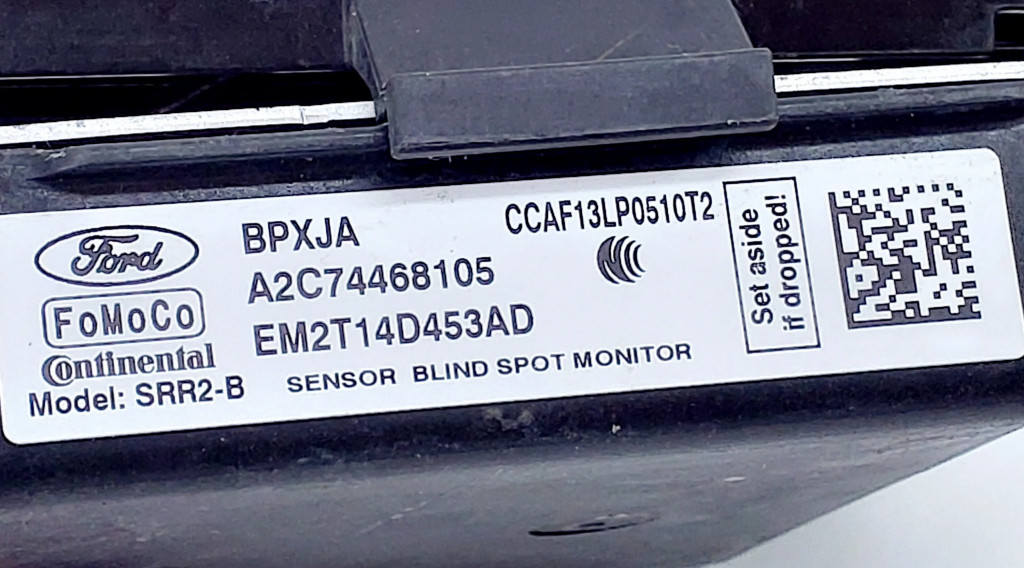 Ford
FoMoCo
Continental
Model: SRR2-B
BPXJA
A2C74468105
EM2T14D453AD
SENSOR BLIND SPOT MONITOR
CCAF13LP0510T2
Set aside
if dropped!